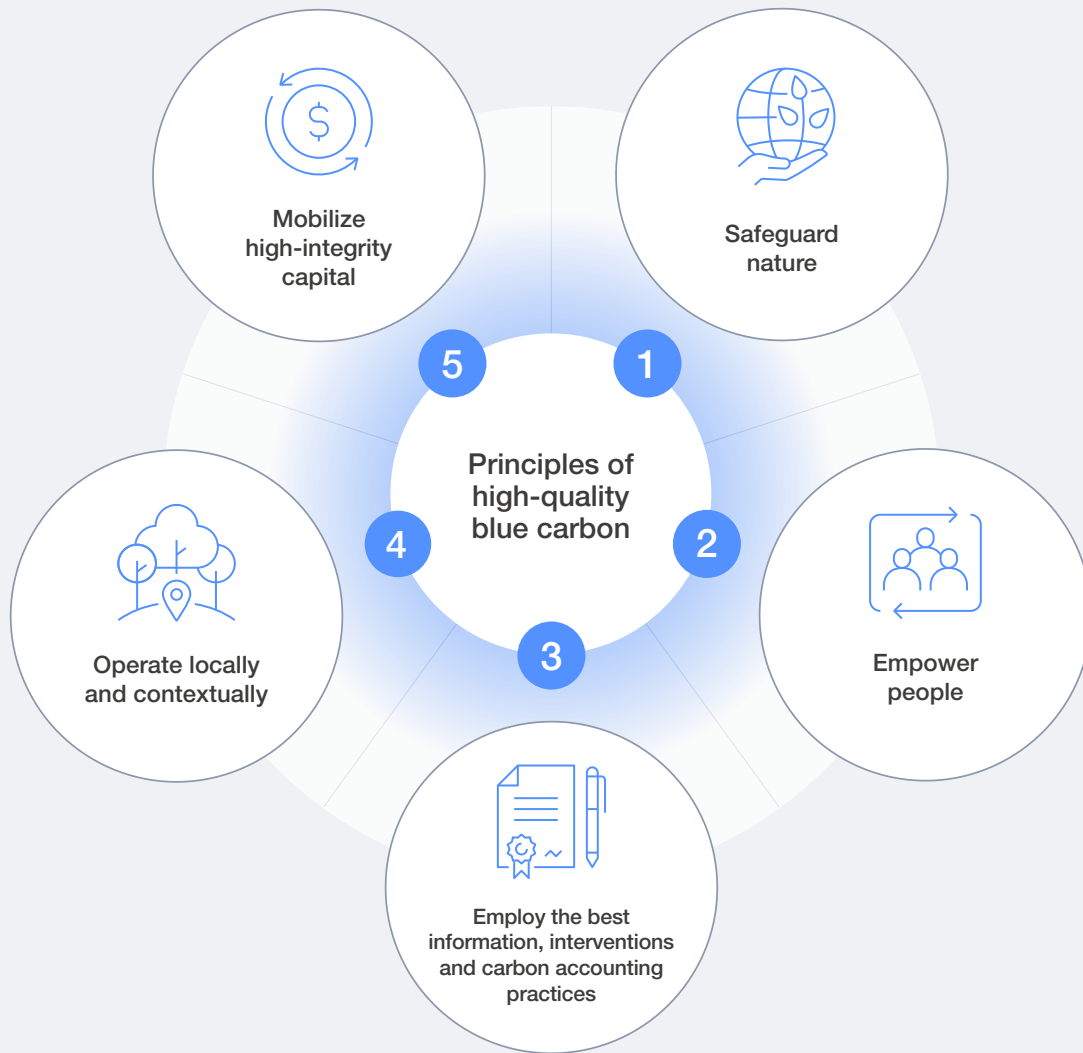 Principles of
high-quality
blue carbon
1
Safeguard
nature
2
Empower
people
3
Employ the best
information, interventions
and carbon accounting
practices
4
Operate locally
and contextually
5
$
Mobilize
high-integrity
capital